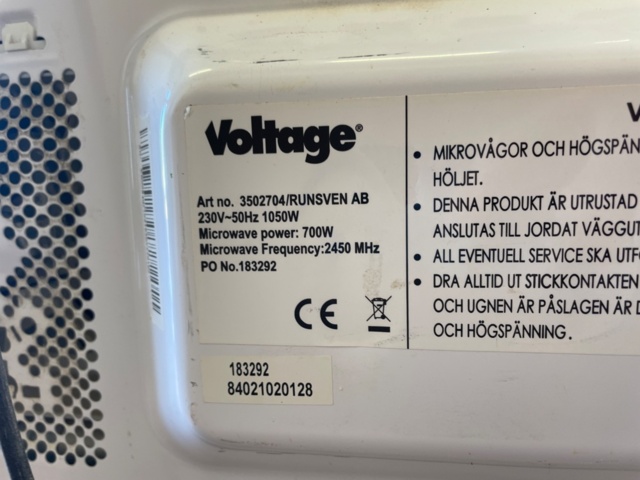 Voltage®
Art no. 3502704/RUNSVEN AB
230V~50Hz 1050W
Microwave power: 700W
Microwave Frequency:2450 MHz
PO No.183292
CE
183292
84021020128
V
• MIKROVÅGOR OCH HÖGSPÄN
HÖLJET.
• DENNA PRODUKT ÄR UTRUSTAD
ANSLUTAS TILL JORDAT VÄGGUT
• ALL EVENTUELL SERVICE SKA UTF
• DRA ALLTID UT STICKKONTAKTEN
OCH UGNEN ÄR PÅSLAGEN ÄR D
OCH HÖGSPÄNNING.